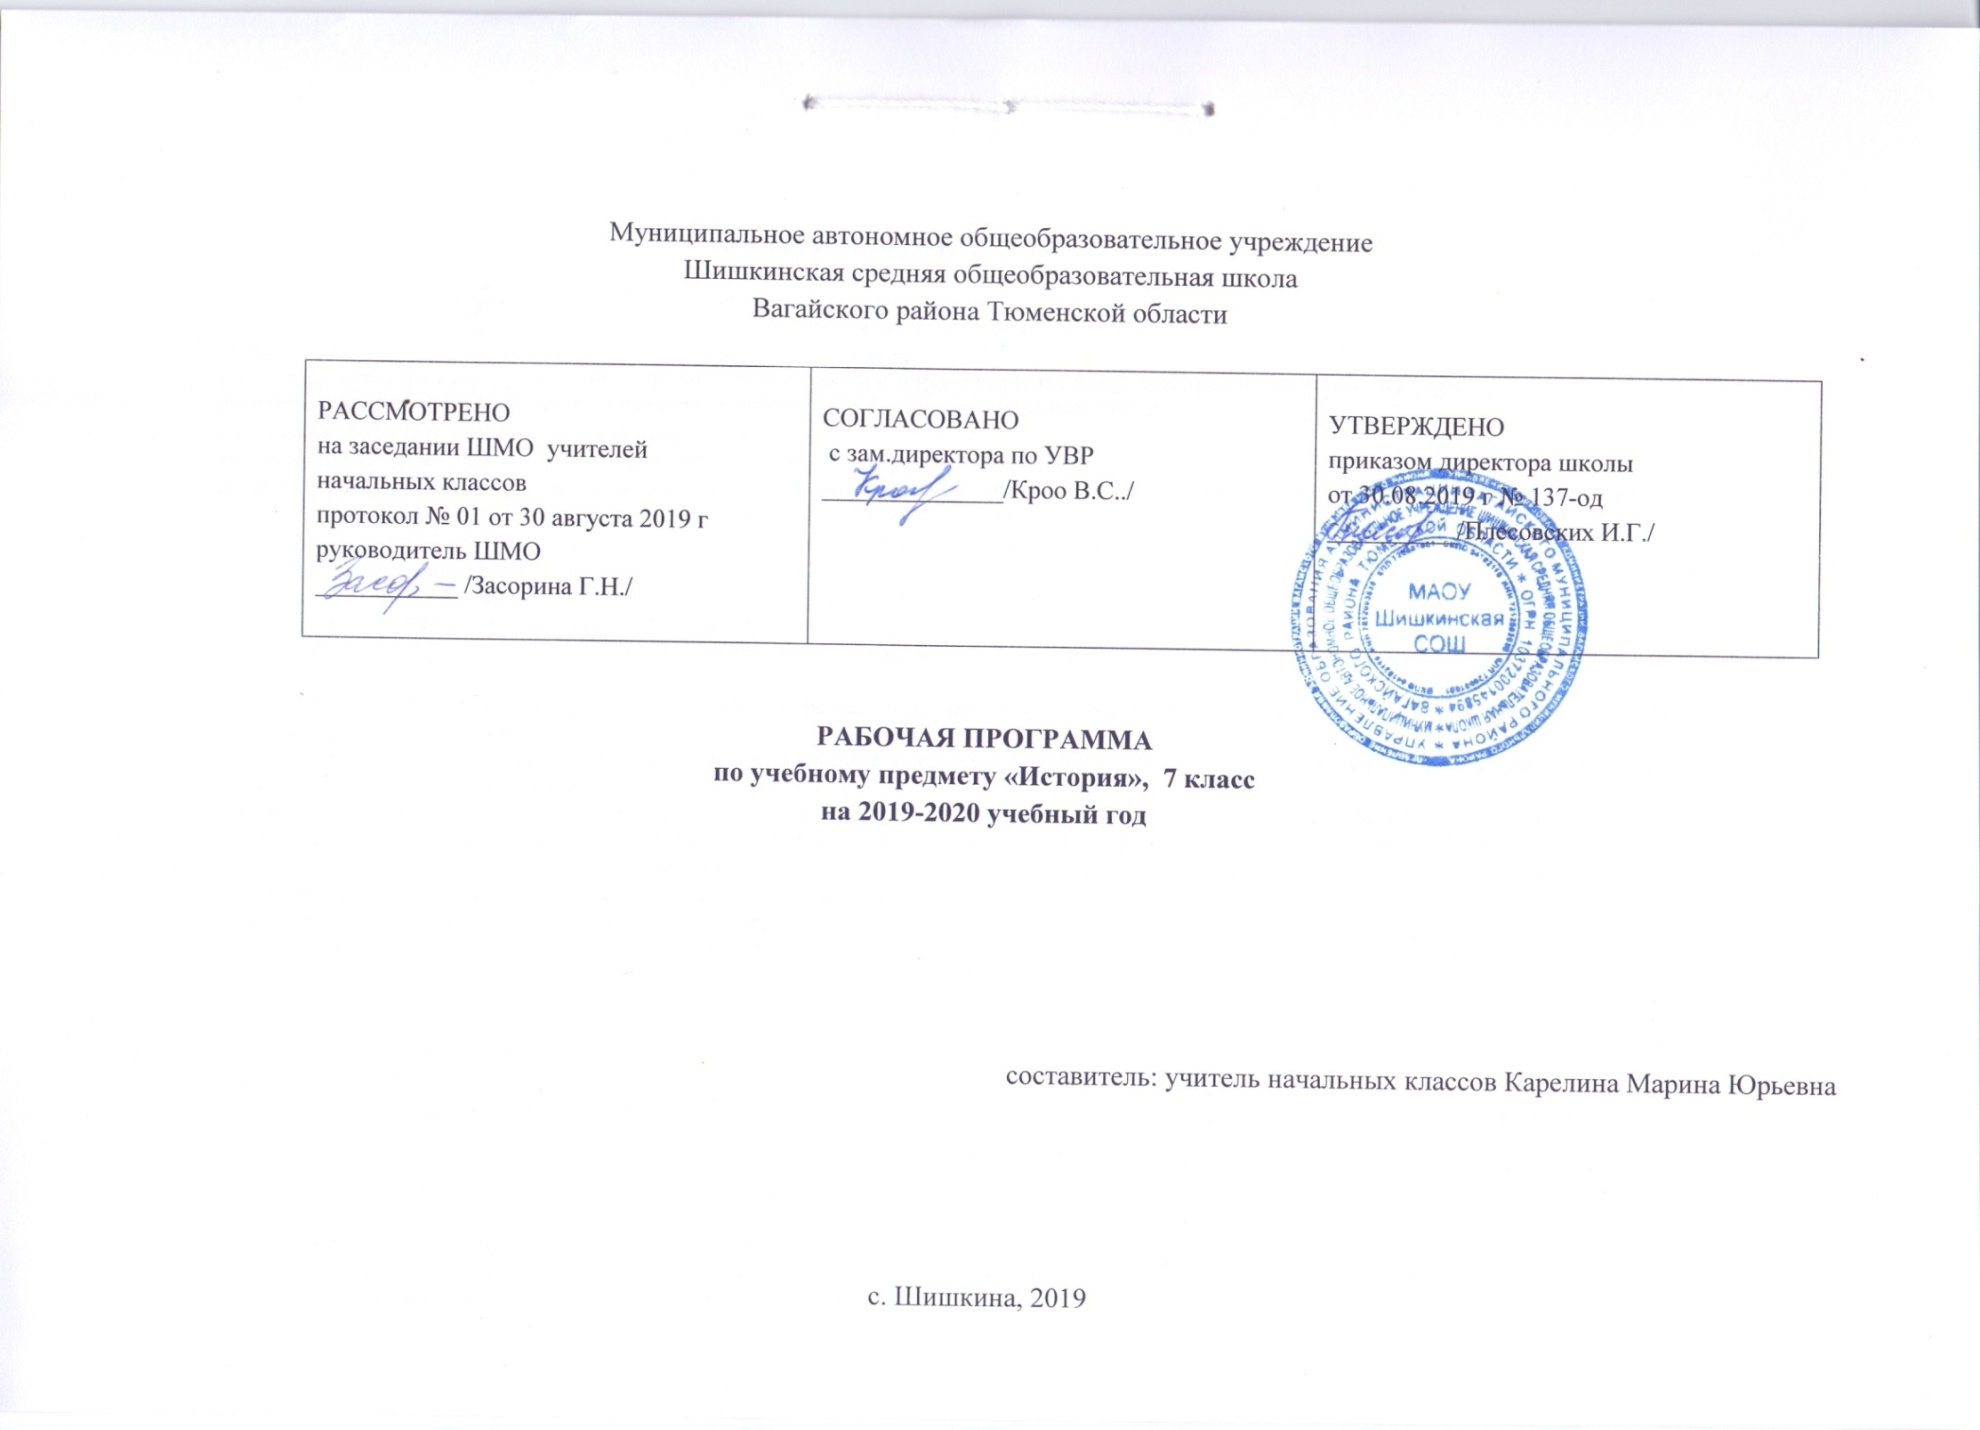 Муниципальное автономное общеобразовательное учреждение
Шишкинская средняя общеобразовательная школа
Вагайского района Тюменской области
РАССМОТРЕНО
на заседании ШМО  учителей
начальных классов
протокол № 01 от 30 августа 2019 г
руководитель ШМО
/Засорина Г.Н./
СОГЛАСОВАНО
с зам.директора по УВР
/Кроо В.С../
УТВЕРЖДЕНО
приказом директора школы
от 30.08.2019 г № 137-од
/Плесовских И.Г./
МАОУ
Шишкинская
СОШ
РАБОЧАЯ ПРОГРАММА
по учебному предмету «История»,  7 класс
на 2019-2020 учебный год
составитель: учитель начальных классов Карелина Марина Юрьевна
с. Шишкина, 2019